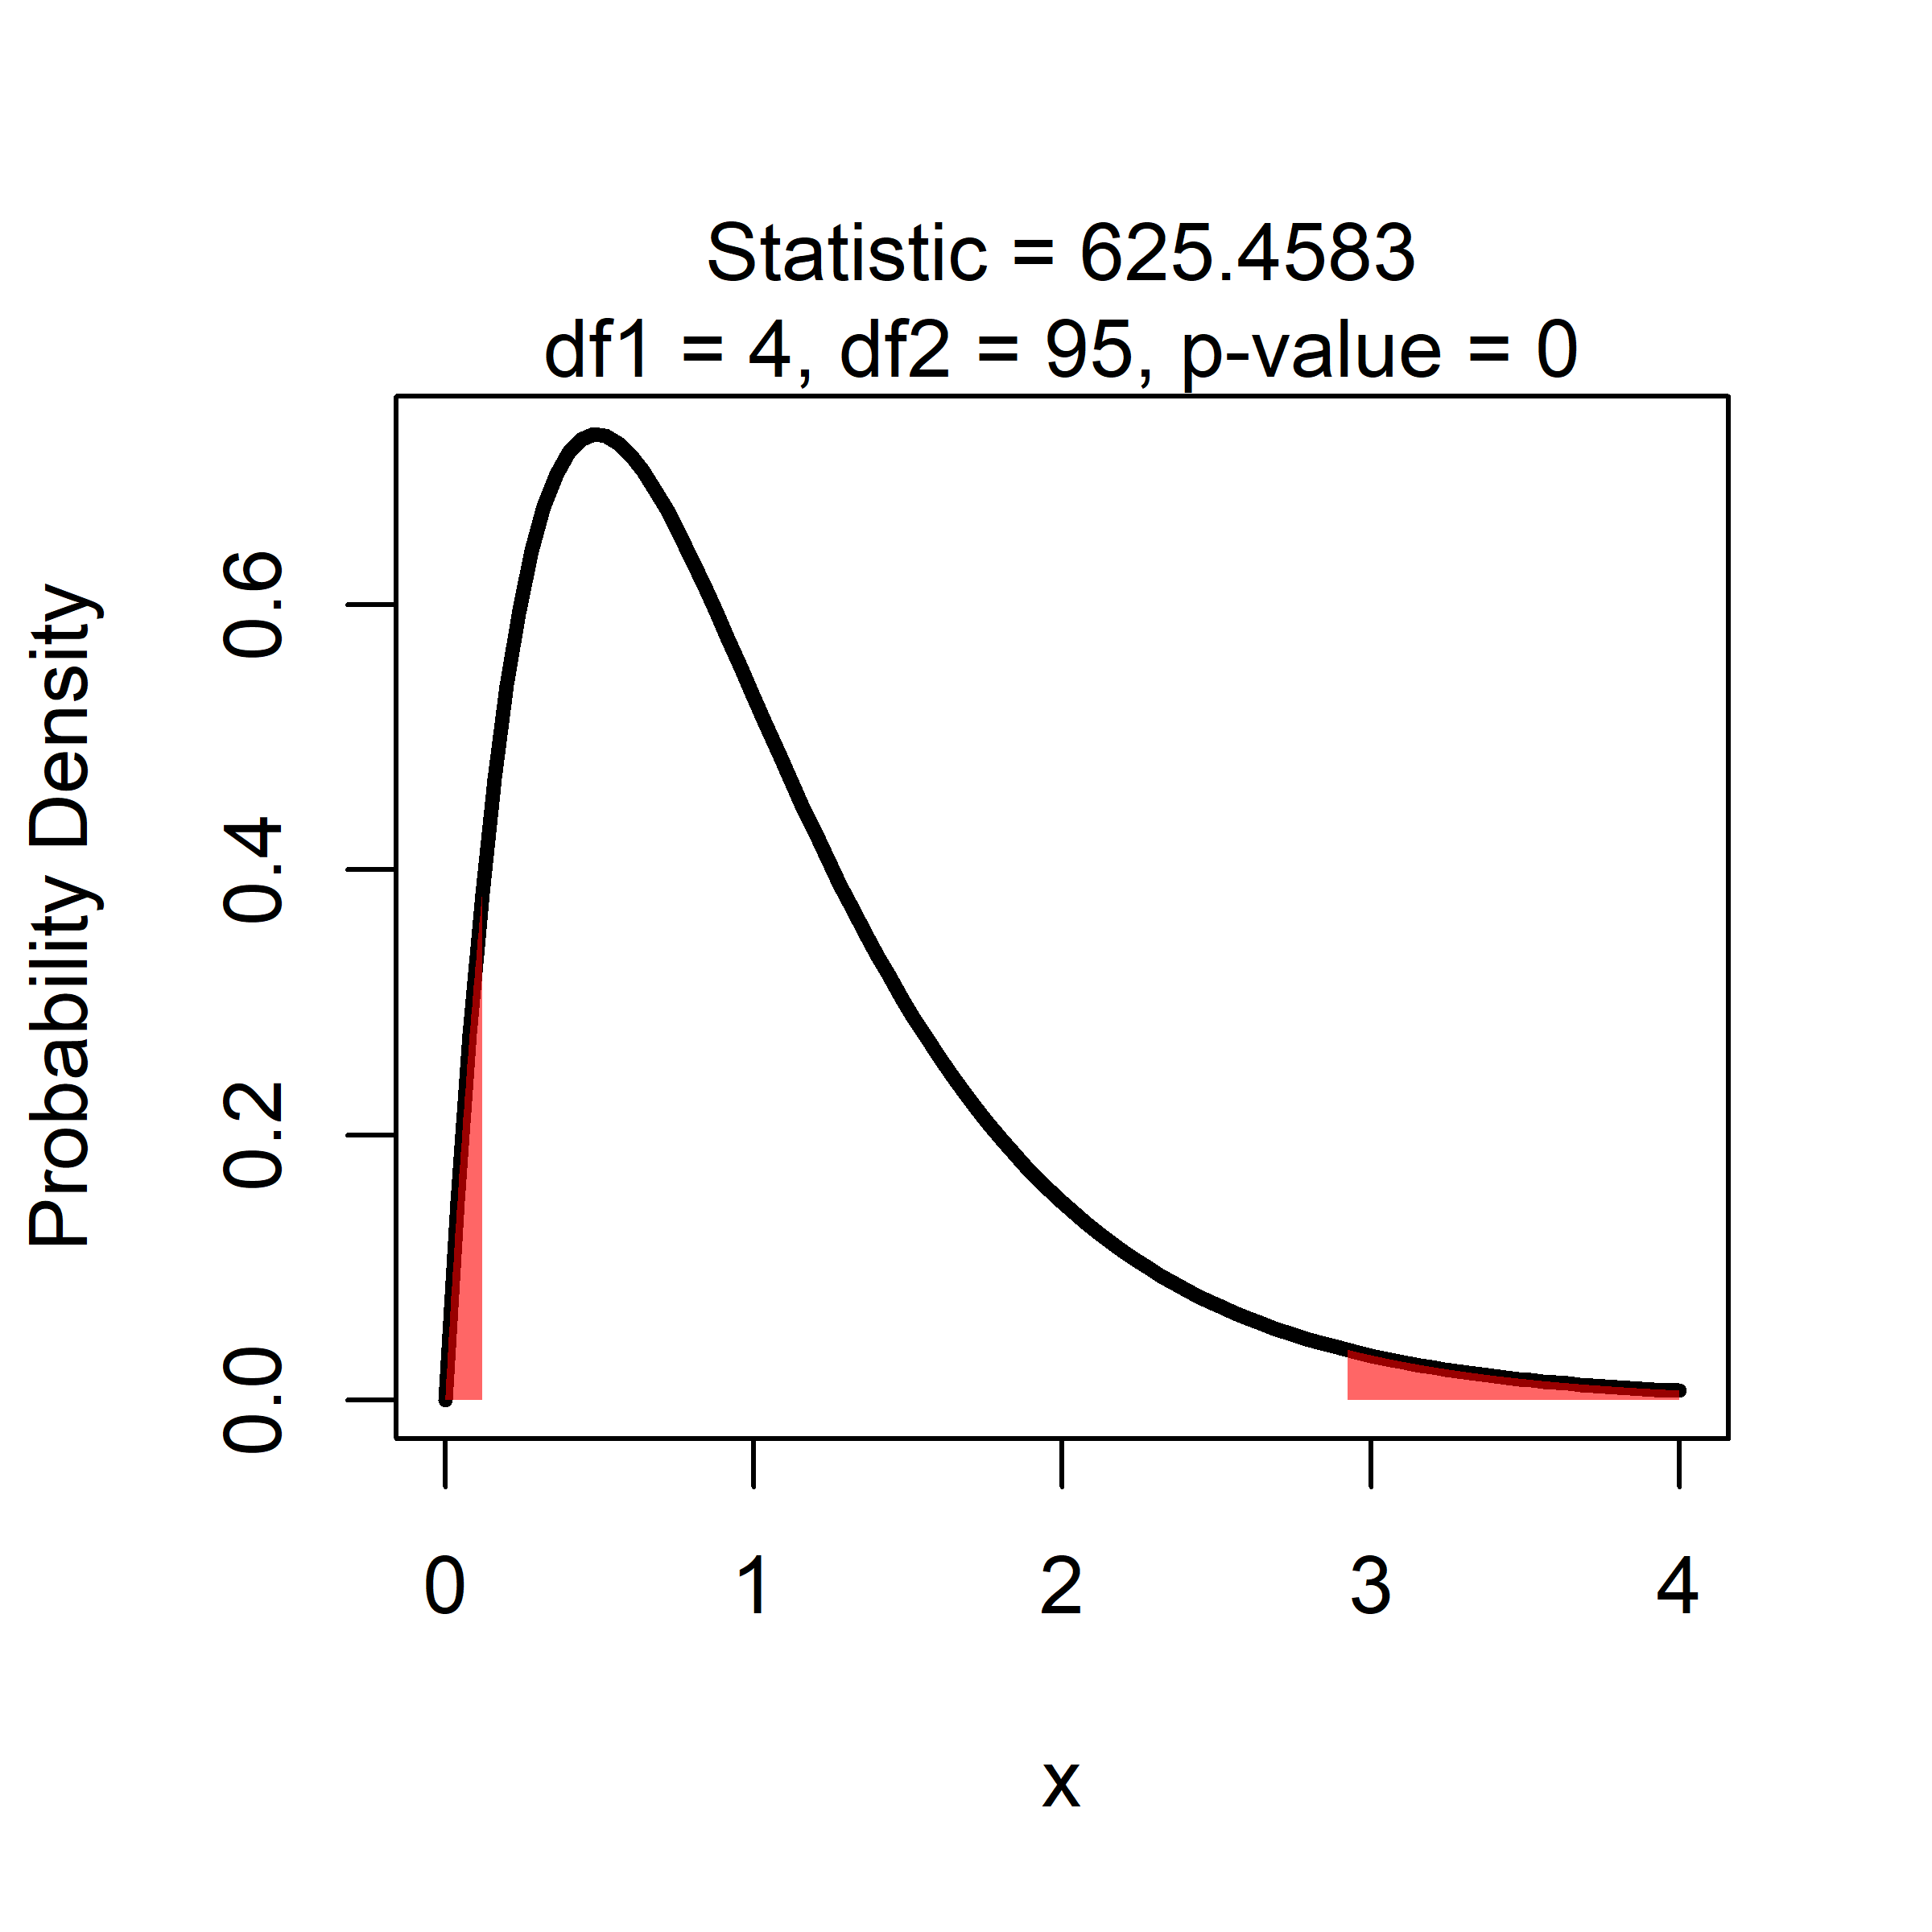 Statistic = 625.4583
df1 = 4, df2 = 95, p-value = 0
Probability Density
0.6
0.4
0.2
0.0
0 1 2 3 4
x